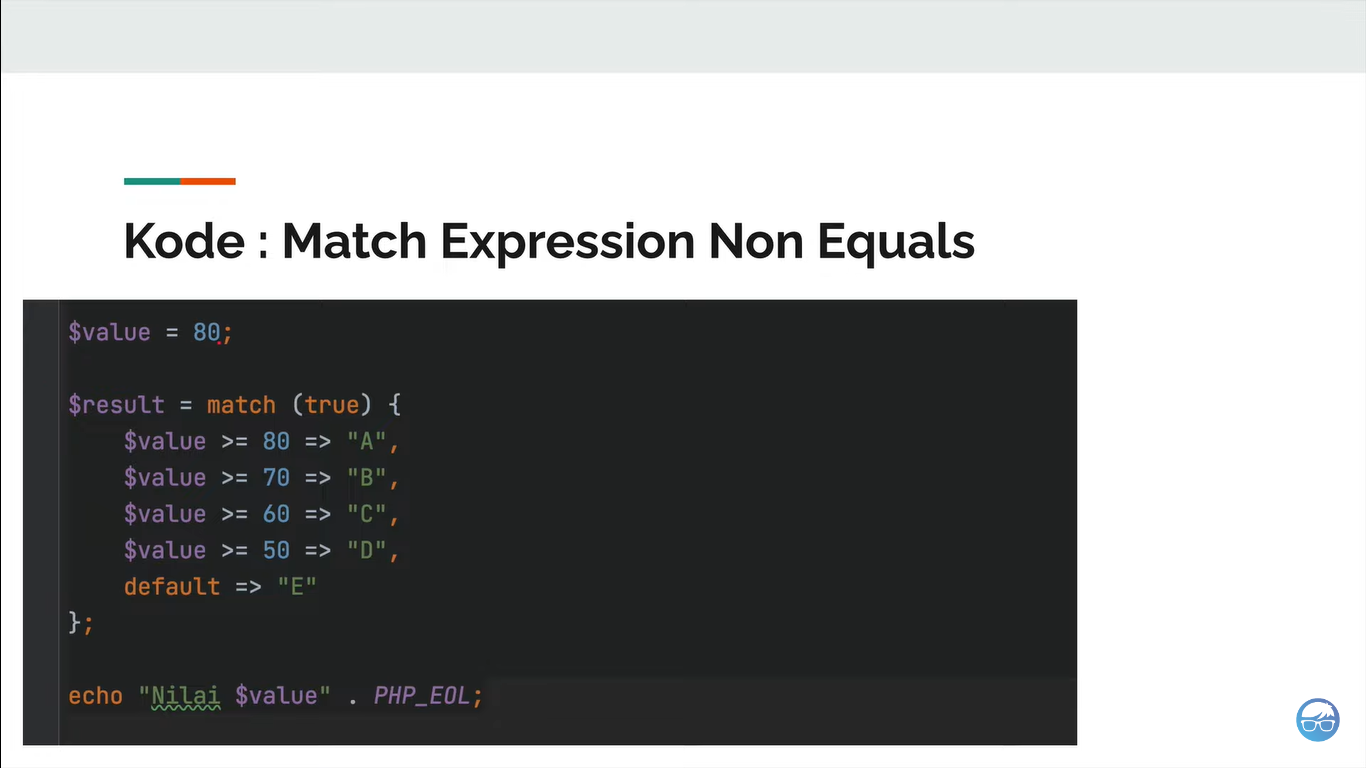 Kode : Match Expression Non Equals
$value = 80;
$result = match (true) {
    $value >= 80 => "A",
    $value >= 70 => "B",
    $value >= 60 => "C",
    $value >= 50 => "D",
    default => "E"
};
echo "Nilai $value" . PHP_EOL;